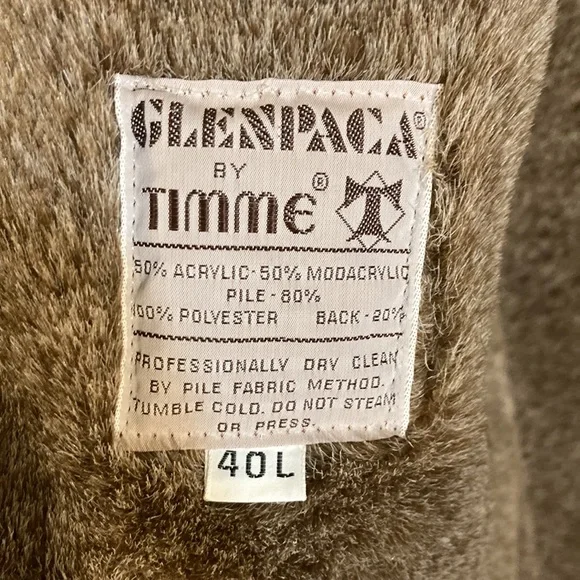 GLENPACA®
BY
TIMME®
50% ACRYLIC-50% MODACRYLIC
PILE-80%
100% POLYESTER BACK-20%
PROFESSIONALLY DRY CLEAN
BY PILE FABRIC METHOD.
TUMBLE COLD. DO NOT STEAM
OR PRESS.
40L